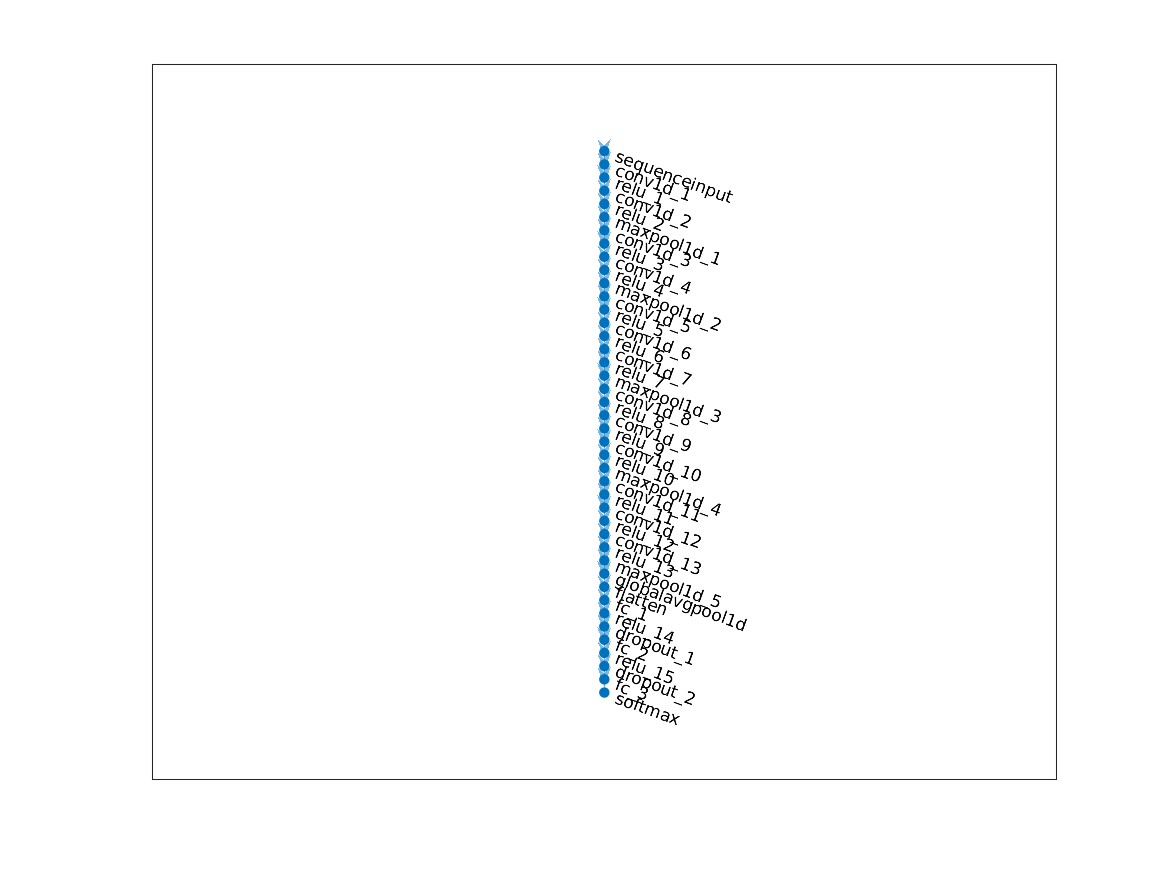 sequenceinput
conv1d_1
relu_1
conv1d_2
relu_2
maxpool1d_1
conv1d_3
relu_3
conv1d_4
relu_4
maxpool1d_2
conv1d_5
relu_5
conv1d_6
relu_6
conv1d_7
relu_7
maxpool1d_3
conv1d_8
relu_8
conv1d_9
relu_9
conv1d_10
relu_10
maxpool1d_4
conv1d_11
relu_11
conv1d_12
relu_12
conv1d_13
relu_13
maxpool1d_5
globalavgpool1d
flatten
fc_1
relu_14
dropout_1
fc_2
relu_15
dropout_2
fc_3
softmax